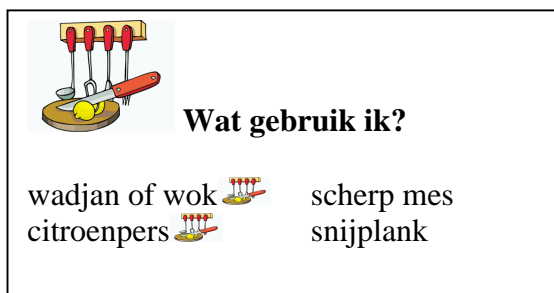 Wat gebruik ik?
wadjan of wok scherp mes
citroenpers snijplank